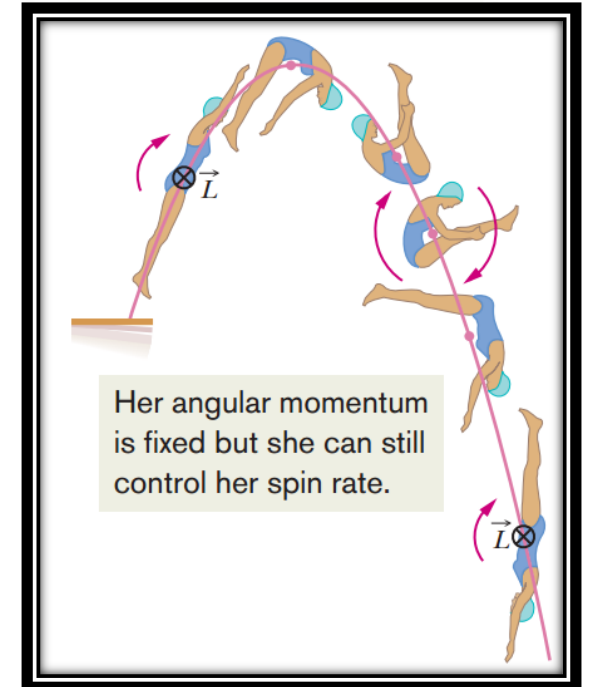 L
Her angular momentum
is fixed but she can still
control her spin rate.
L